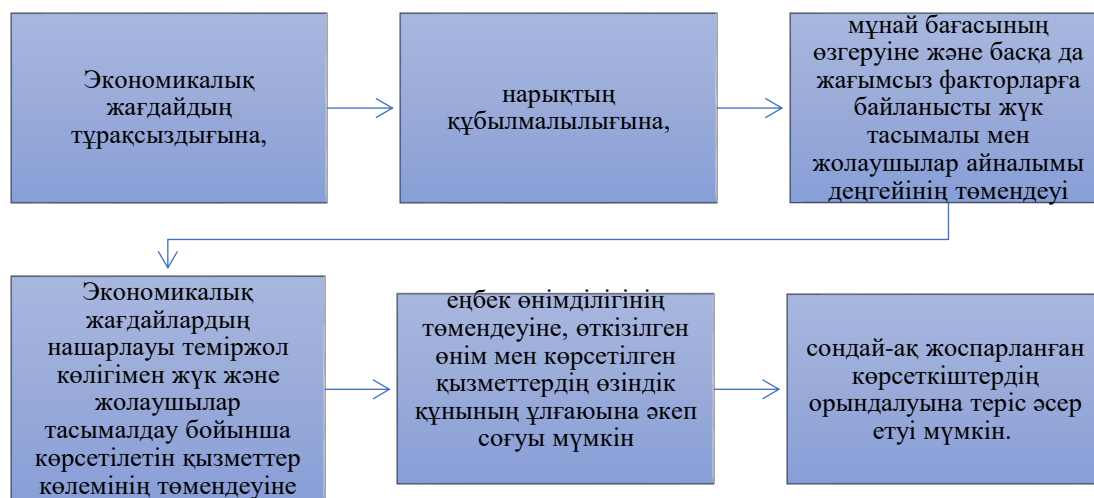 Экономикалық
жағдайдың
тұрақсыздығына,
нарықтың
құбылмалылығына,
мұнай бағасының
өзгеруіне және басқа да
жағымсыз факторларға
байланысты жүк
тасымалы мен
жолаушылар айналымы
деңгейінің төмендеуі
Экономикалық
жағдайлардың
нашарлауы теміржол
көлігімен жүк және
жолаушылар
тасымалдау бойынша
көрсетілетін қызметтер
көлемінің төмендеуіне
еңбек өнімділігінің
төмендеуіне, өткізілген
өнім мен көрсетілген
қызметтердің өзіндік
құнының ұлғаюына әкеп
соғуы мүмкін
сондай-ақ жоспарланған
көрсеткіштердің
орындалуына теріс әсер
етуі мүмкін.